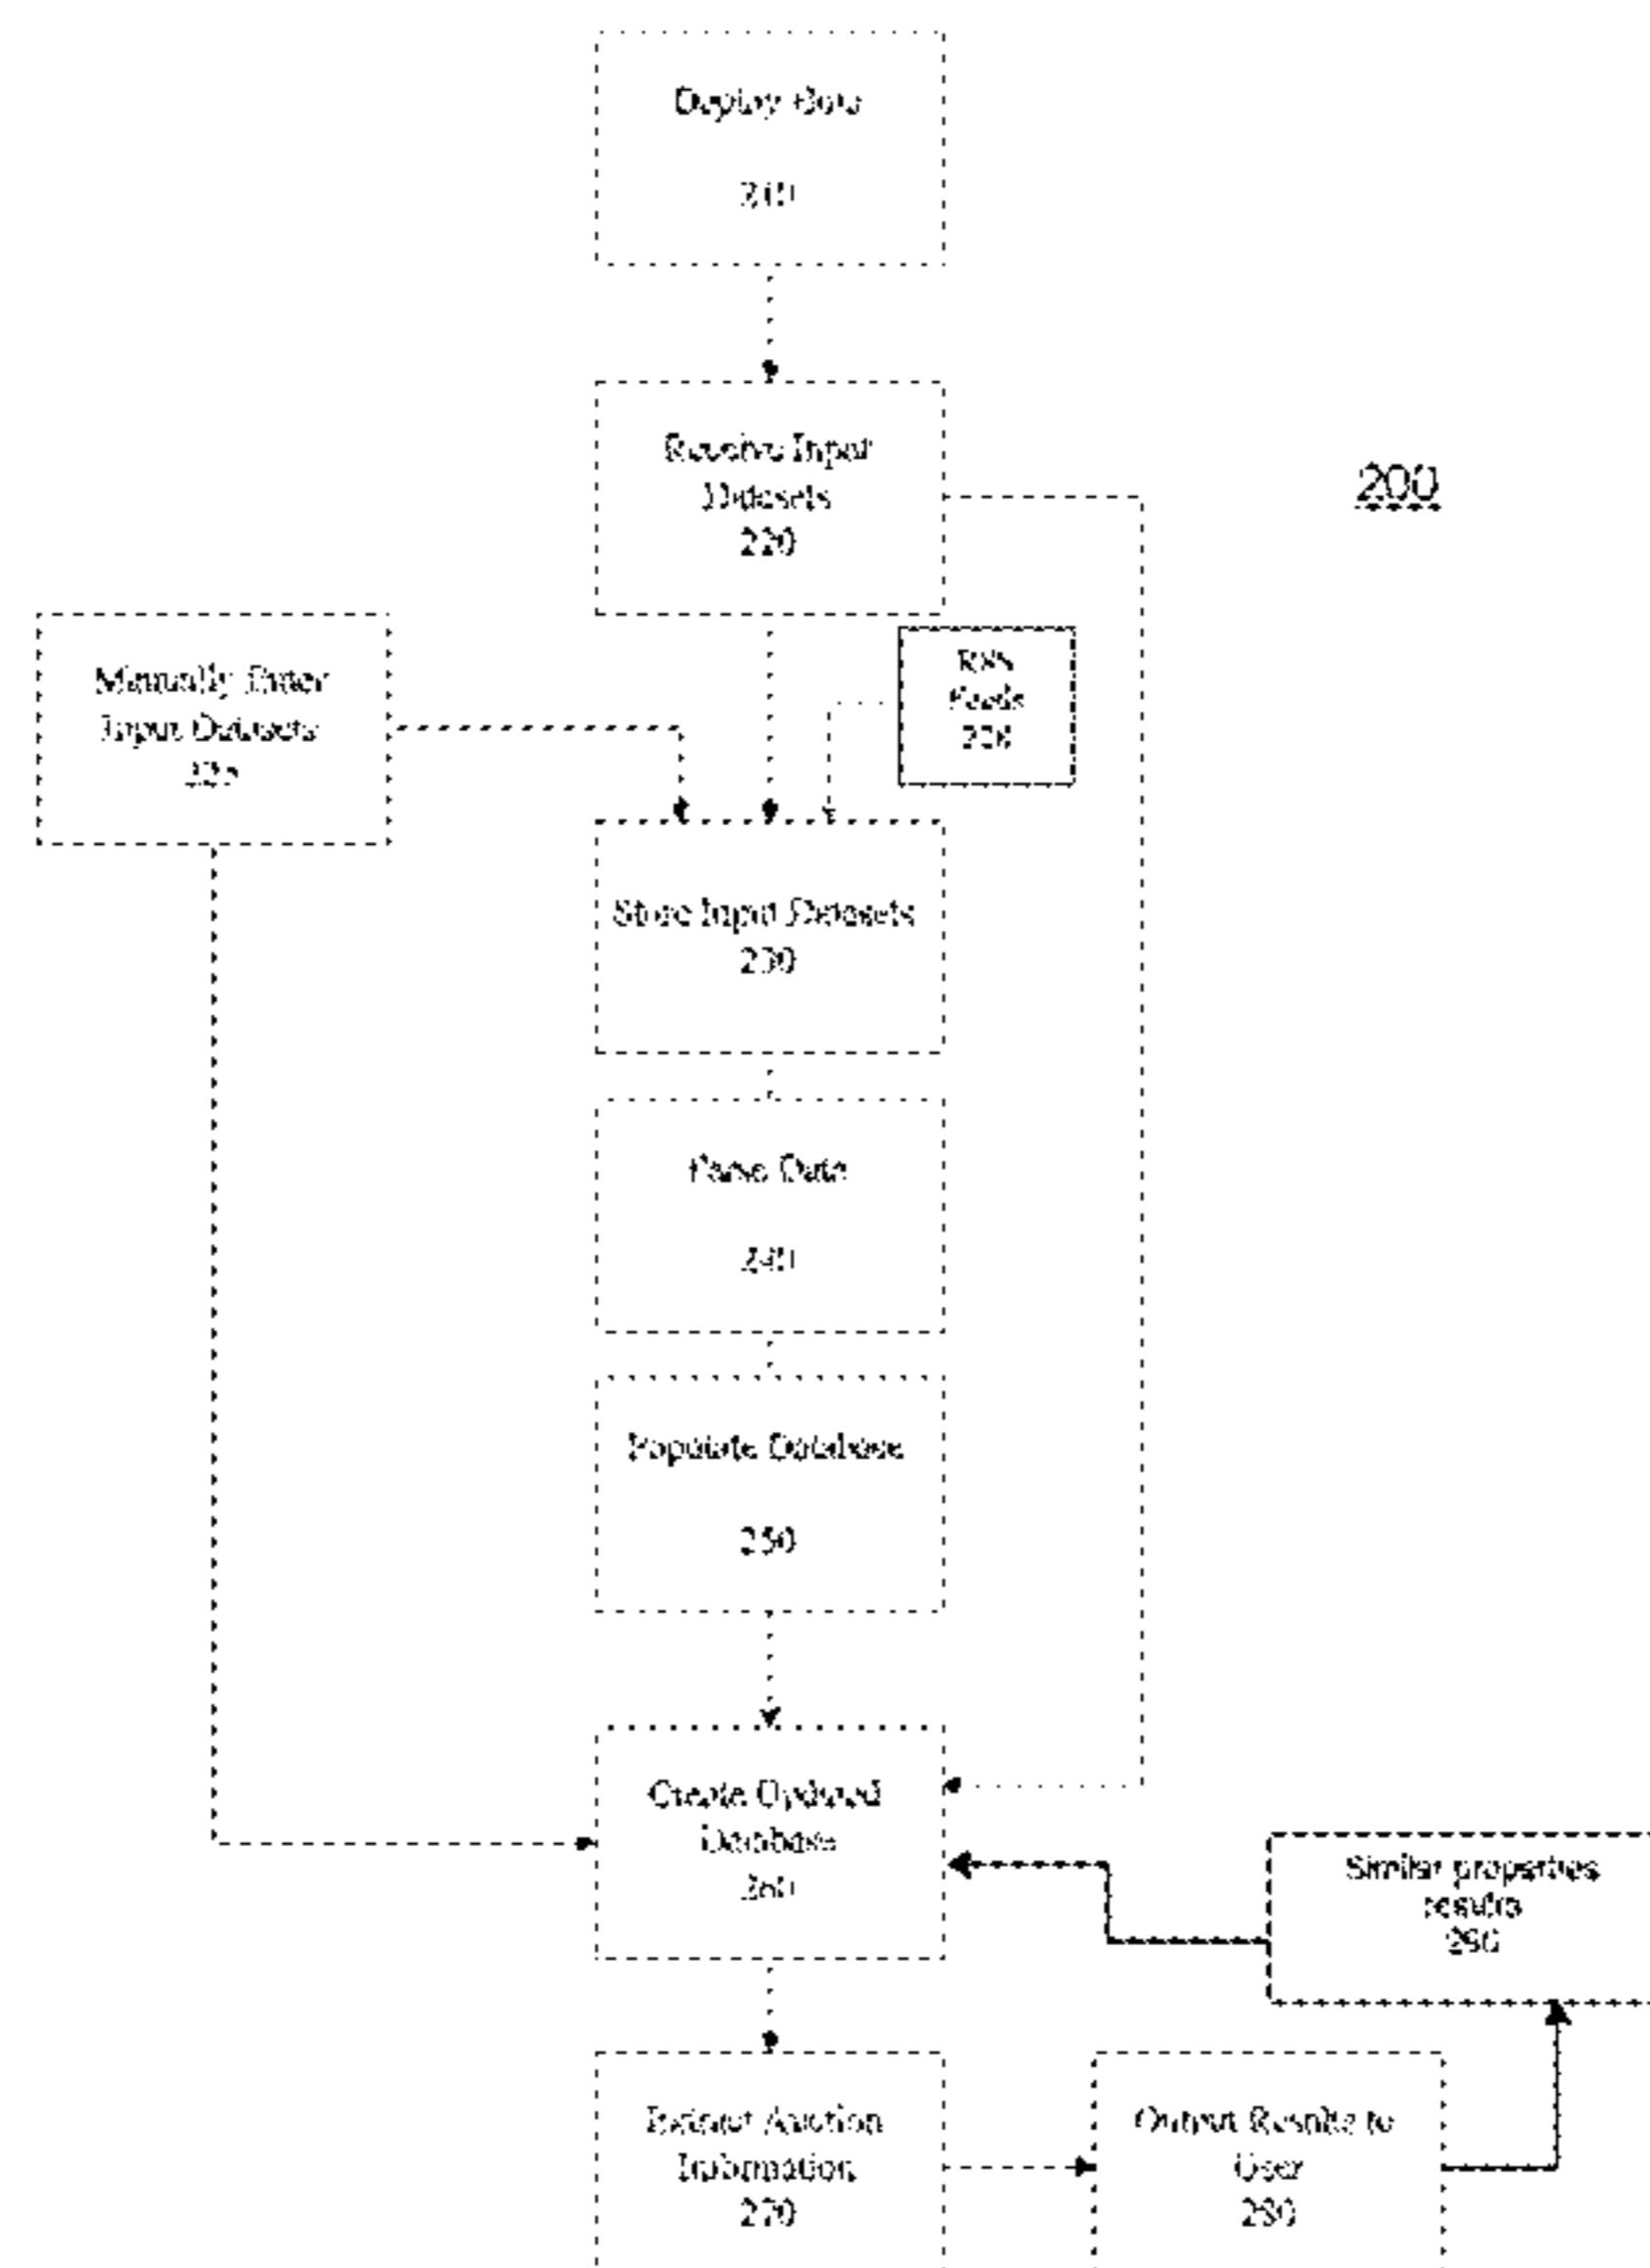 Deploy Bots
210
Receive Input
Datasets
220
200
Manually Enter
Input Datasets
225
RSS
Feeds
228
Store Input Datasets
230
Parse Data
240
Populate Database
250
Create Updated
Database
260
Similar properties
results
290
Extract Auction
Information
270
Output Results to
User
280